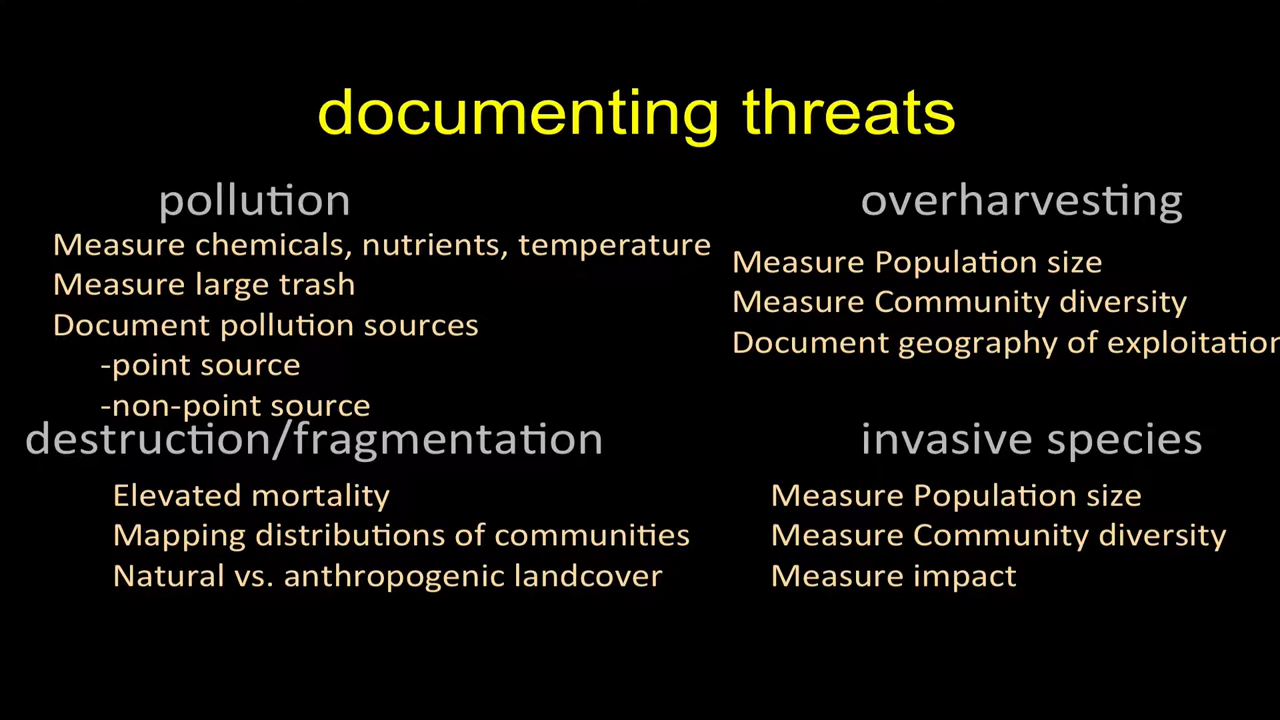 documenting threats
pollution
Measure chemicals, nutrients, temperature
Measure large trash
Document pollution sources
-point source
-non-point source
overharvesting
Measure Population size
Measure Community diversity
Document geography of exploitation
destruction/fragmentation
Elevated mortality
Mapping distributions of communities
Natural vs. anthropogenic landcover
invasive species
Measure Population size
Measure Community diversity
Measure impact